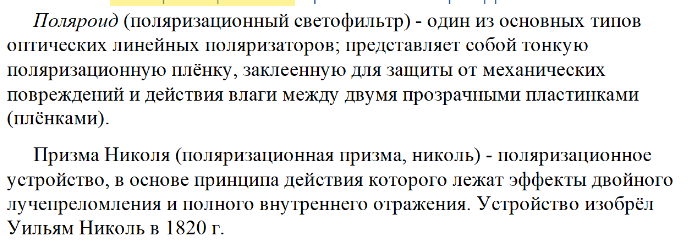 Поляроид (поляризационный светофильтр) - один из основных типов
оптических линейных поляризаторов; представляет собой тонкую
поляризационную плёнку, заклеенную для защиты от механических
повреждений и действия влаги между двумя прозрачными пластинками
(плёнками).
Призма Николя (поляризационная призма, николь) - поляризационное
устройство, в основе принципа действия которого лежат эффекты двойного
лучепреломления и полного внутреннего отражения. Устройство изобрёл
Уильям Николь в 1820 г.